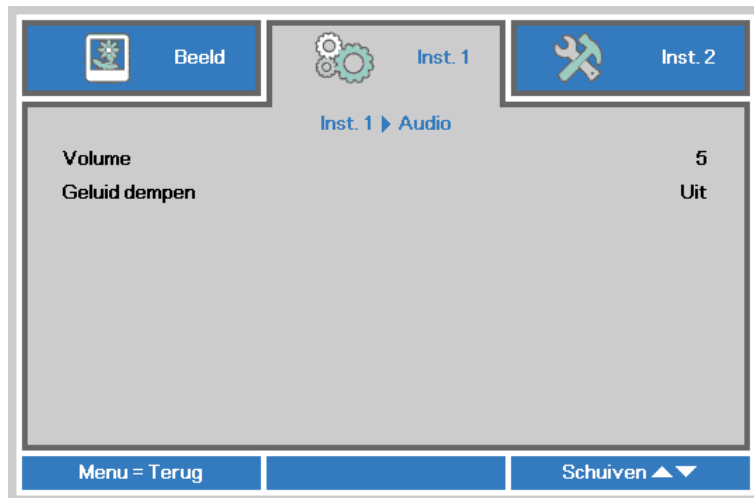 Beeld Inst. 1 Inst. 2
Inst. 1 ▶ Audio
Volume 5
Geluid dempen Uit
Menu = Terug Schuiven ▲▼